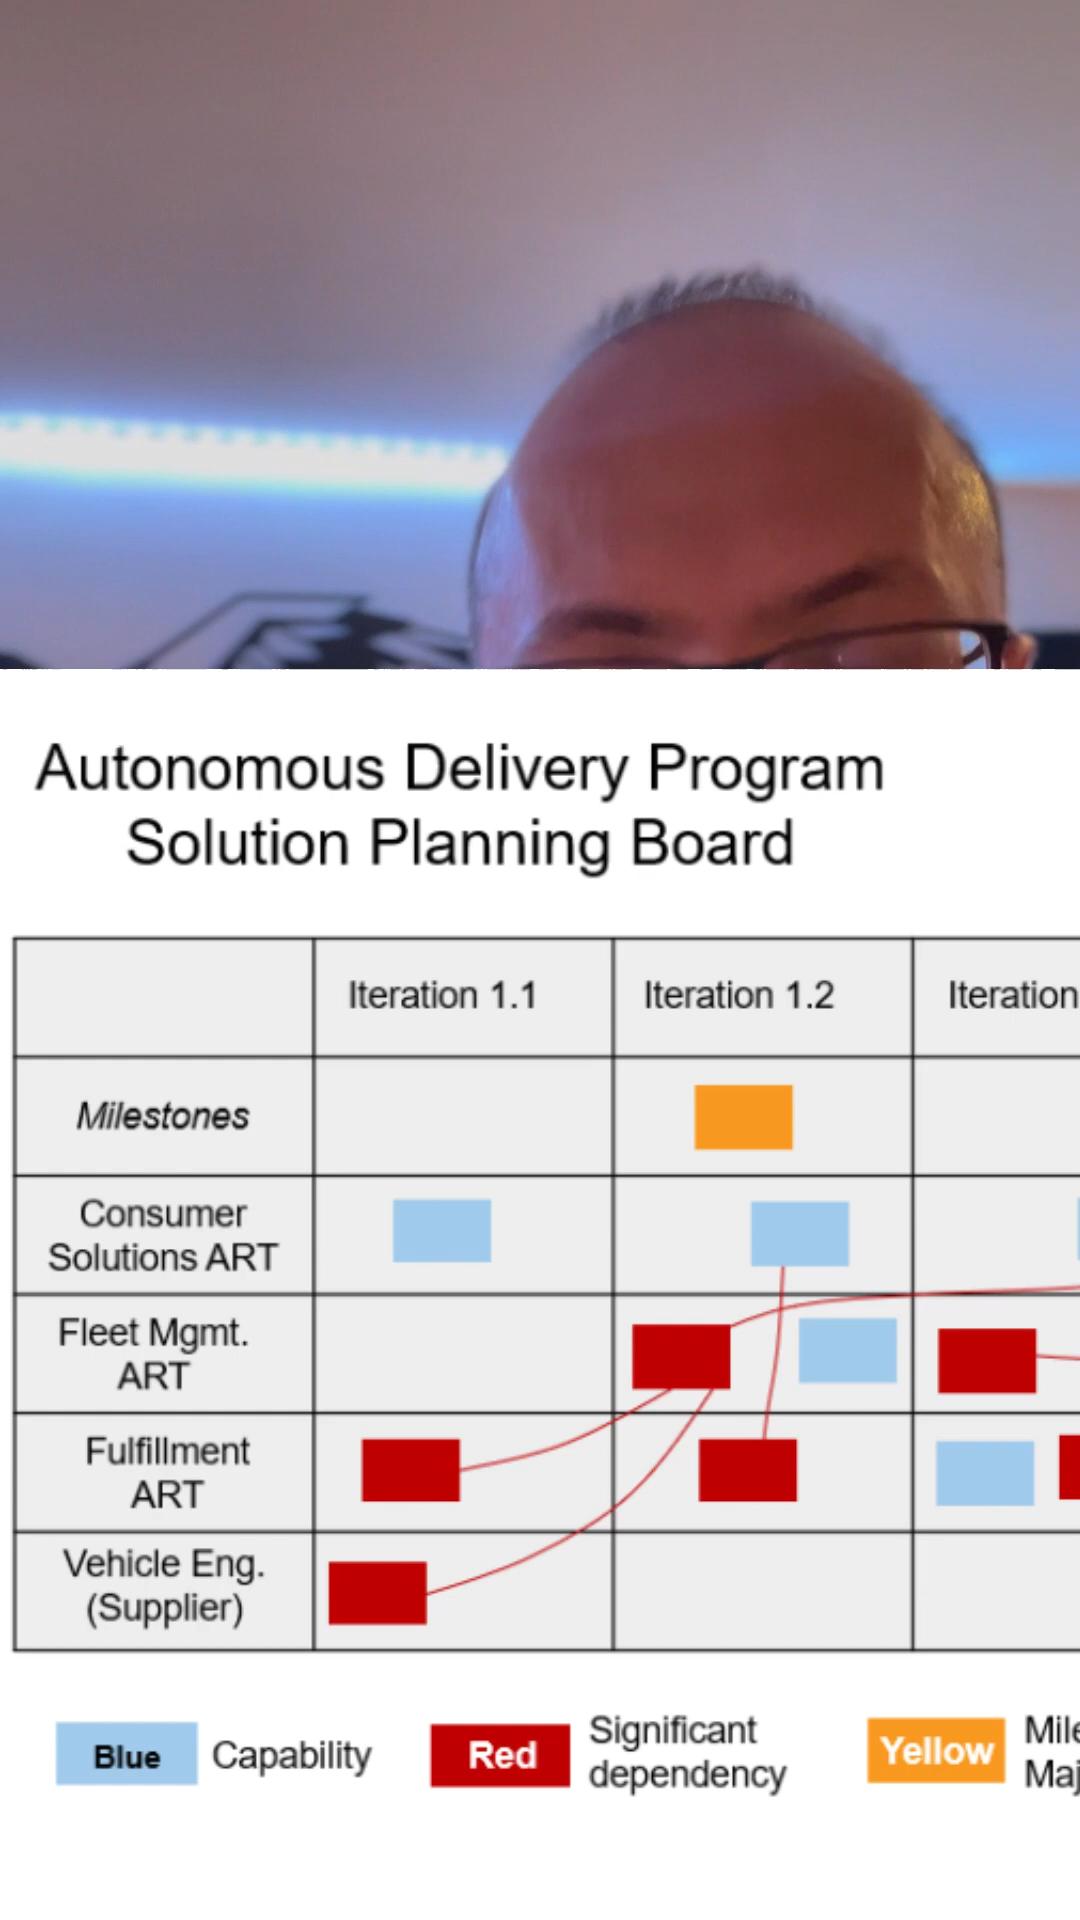 Autonomous Delivery Program
Solution Planning Board
Iteration 1.1
Iteration 1.2
Iteration
Milestones
Consumer
Solutions ART
Fleet Mgmt.
ART
Fulfillment
ART
Vehicle Eng.
(Supplier)
Blue
Capability
Red
Significant
dependency
Yellow